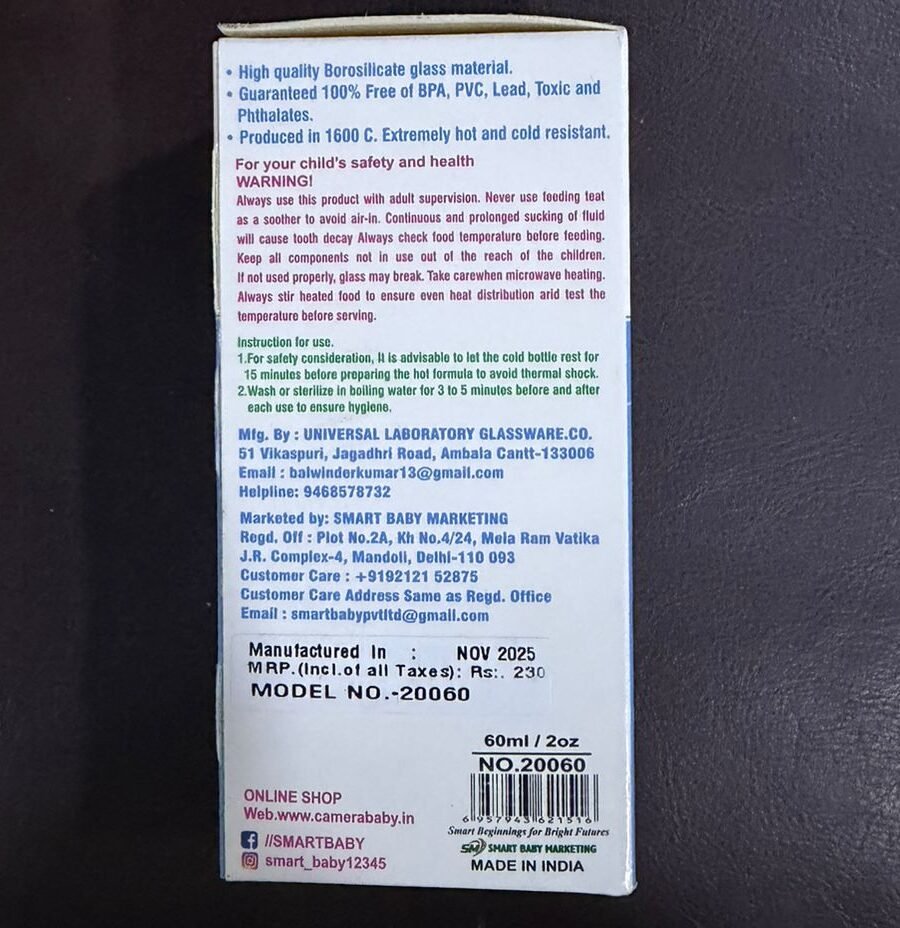 • High quality Borosilicate glass material.
• Guaranteed 100% Free of BPA, PVC, Lead, Toxic and
Phthalates.
• Produced in 1600 C. Extremely hot and cold resistant.
For your child's safety and health
WARNING!
Always use this product with adult supervision. Never use feeding teat
as a soother to avoid air-in. Continuous and prolonged sucking of fluid
will cause tooth decay Always check food temperature before feeding.
Keep all components not in use out of the reach of the children.
If not used properly, glass may break. Take carewhen microwave heating.
Always stir heated food to ensure even heat distribution arid test the
temperature before serving.
Instruction for use.
1.For safety consideration, It is advisable to let the cold bottle rest for
15 minutes before preparing the hot formula to avoid thermal shock.
2.Wash or sterilize in boiling water for 3 to 5 minutes before and after
each use to ensure hygiene.
Mfg. By : UNIVERSAL LABORATORY GLASSWARE.CO.
51 Vikaspuri, Jagadhri Road, Ambala Cantt-133006
Email : balwinderkumar13@gmail.com
Helpline: 9468578732
Marketed by: SMART BABY MARKETING
Regd. Off : Plot No.2A, Kh No.4/24, Mela Ram Vatika
J.R. Complex-4, Mandoli, Delhi-110 093
Customer Care : +9192121 52875
Customer Care Address Same as Regd. Office
Email : smartbabypvtltd@gmail.com
Manufactured In : NOV 2025
MRP.(Incl.of all Taxes): Rs:. 230
MODEL NO.-20060
60ml / 2oz
NO.20060
6 957943 621516
Smart Beginnings for Bright Futures
SM SMART BABY MARKETING
MADE IN INDIA
ONLINE SHOP
Web.www.camerababy.in
//SMARTBABY
smart_baby12345